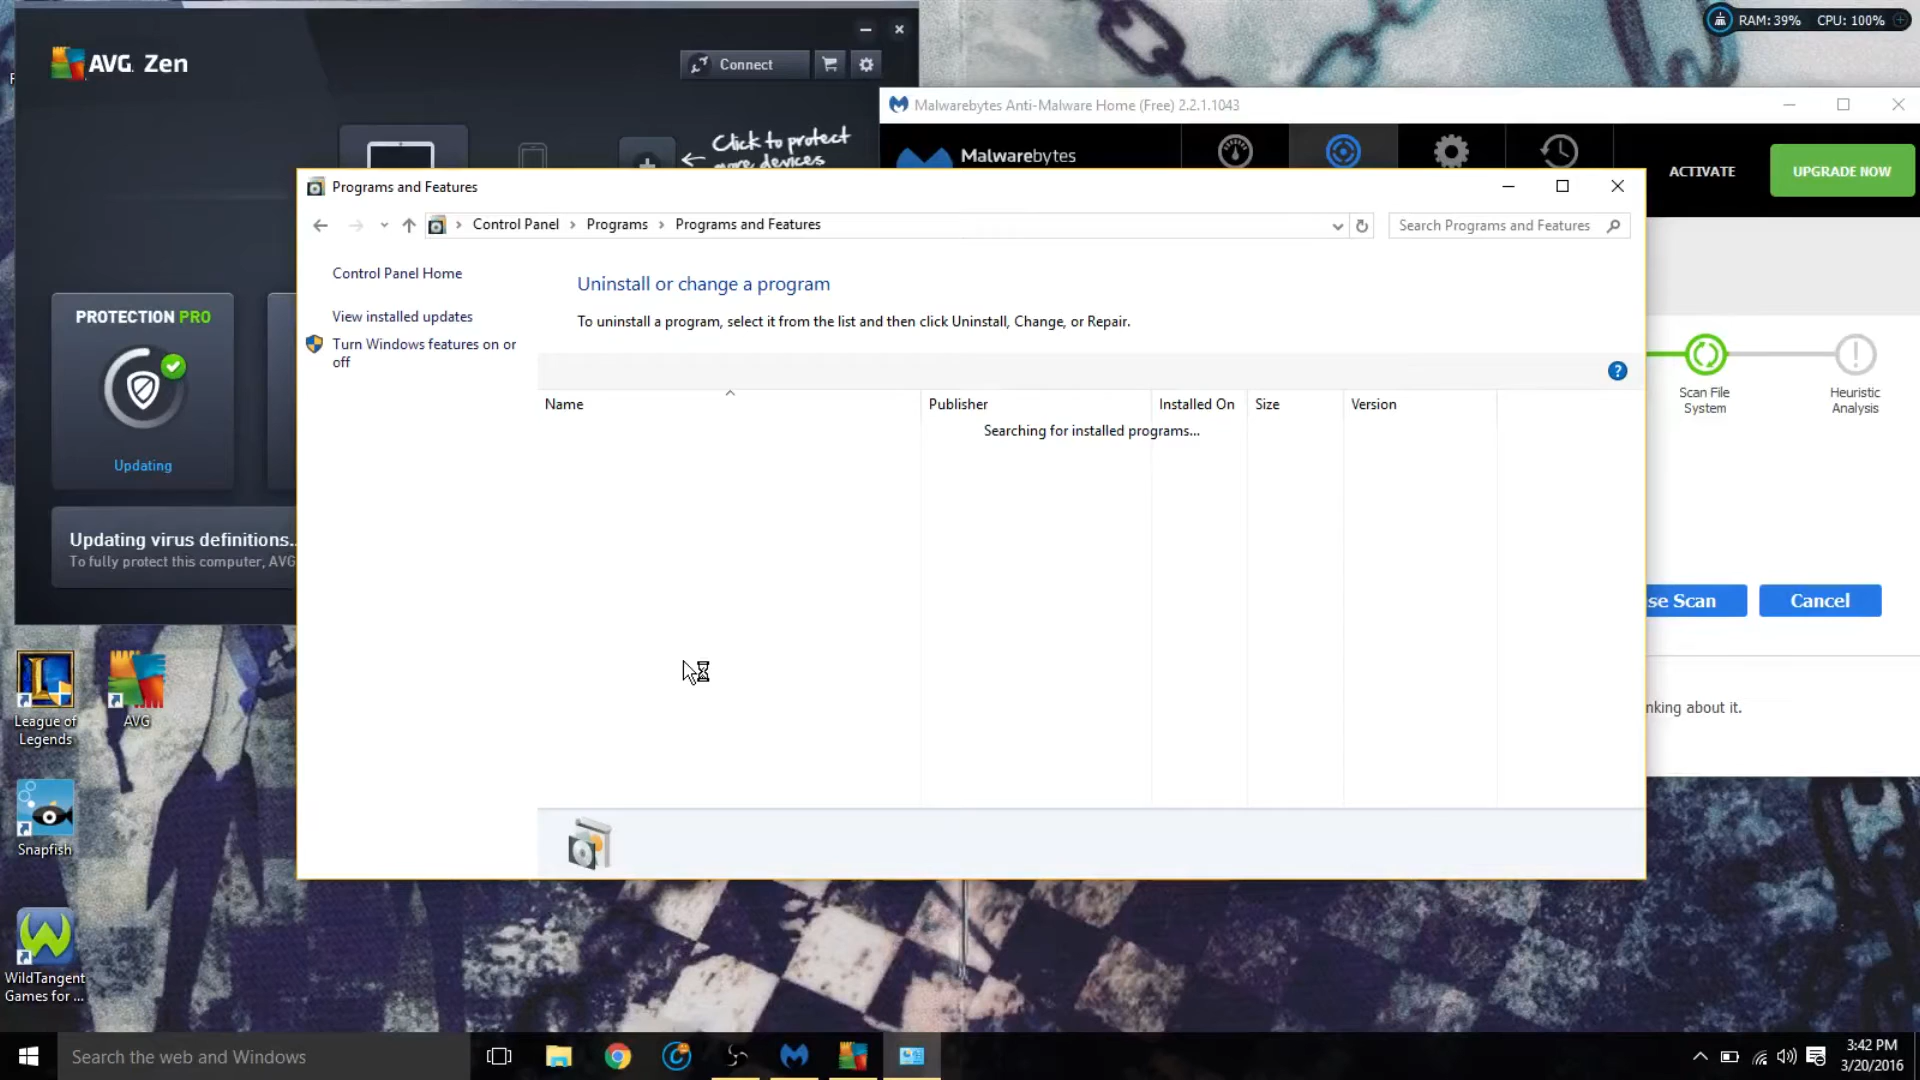 RAM: 39% CPU: 100%
AVG. Zen
Connect
Click to protect
more devices
Malwarebytes Anti-Malware Home (Free) 2.2.1.1043
Malwarebytes
ACTIVATE
UPGRADE NOW
Programs and Features
Control Panel
Programs
Programs and Features
Search Programs and Features
Control Panel Home
View installed updates
Turn Windows features on or
off
Uninstall or change a program
To uninstall a program, select it from the list and then click Uninstall, Change, or Repair.
Name
Publisher
Installed On
Size
Version
Searching for installed programs...
PROTECTION PRO
Updating
Updating virus definitions..
To fully protect this computer, AVG
Scan File
System
Heuristic
Analysis
se Scan
Cancel
nking about it.
League of
Legends
AVG
Snapfish
WildTangent
Games for ...
Search the web and Windows
3:42 PM
3/20/2016